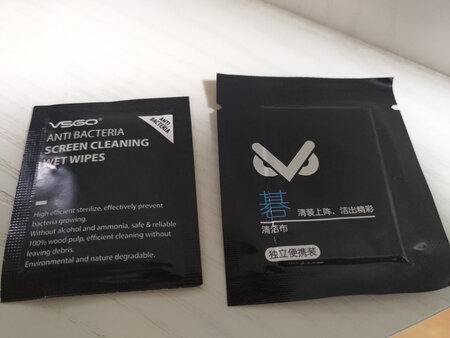 VSGO®
ANTI BACTERIA
ANTI BACTERIA
SCREEN CLEANING
WET WIPES
High efficient sterilize, effectively prevent
bacteria growing.
Without alcohol and ammonia, safe & reliable
100% wood pulp, efficient cleaning without
leaving debris.
Environmental and nature degradable.
清装上阵,洁出精彩
清洁布
独立便携装